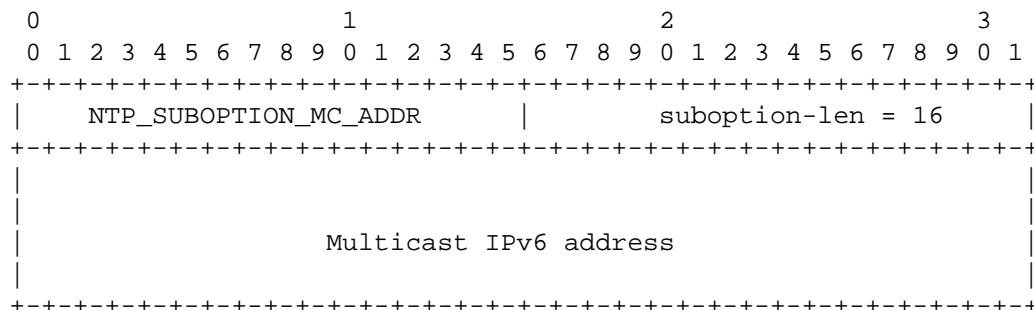 0                   1                   2                   3
 0 1 2 3 4 5 6 7 8 9 0 1 2 3 4 5 6 7 8 9 0 1 2 3 4 5 6 7 8 9 0 1
+-+-+-+-+-+-+-+-+-+-+-+-+-+-+-+-+-+-+-+-+-+-+-+-+-+-+-+-+-+-+-+-+
|    NTP_SUBOPTION_MC_ADDR      |        suboption-len = 16     |
+-+-+-+-+-+-+-+-+-+-+-+-+-+-+-+-+-+-+-+-+-+-+-+-+-+-+-+-+-+-+-+-+
|                                                               |
|                                                               |
|                   Multicast IPv6 address                      |
|                                                               |
+-+-+-+-+-+-+-+-+-+-+-+-+-+-+-+-+-+-+-+-+-+-+-+-+-+-+-+-+-+-+-+-+